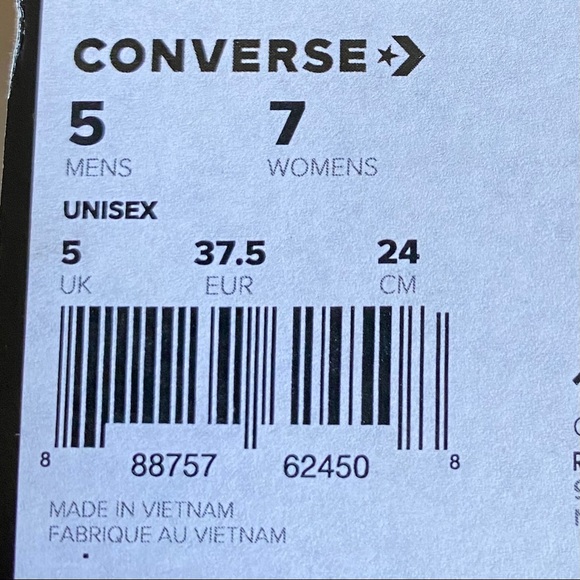 CONVERSE
5 7
MENS WOMENS
UNISEX
5 37.5 24
UK EUR CM
8 88757 62450 8
MADE IN VIETNAM
FABRIQUE AU VIETNAM